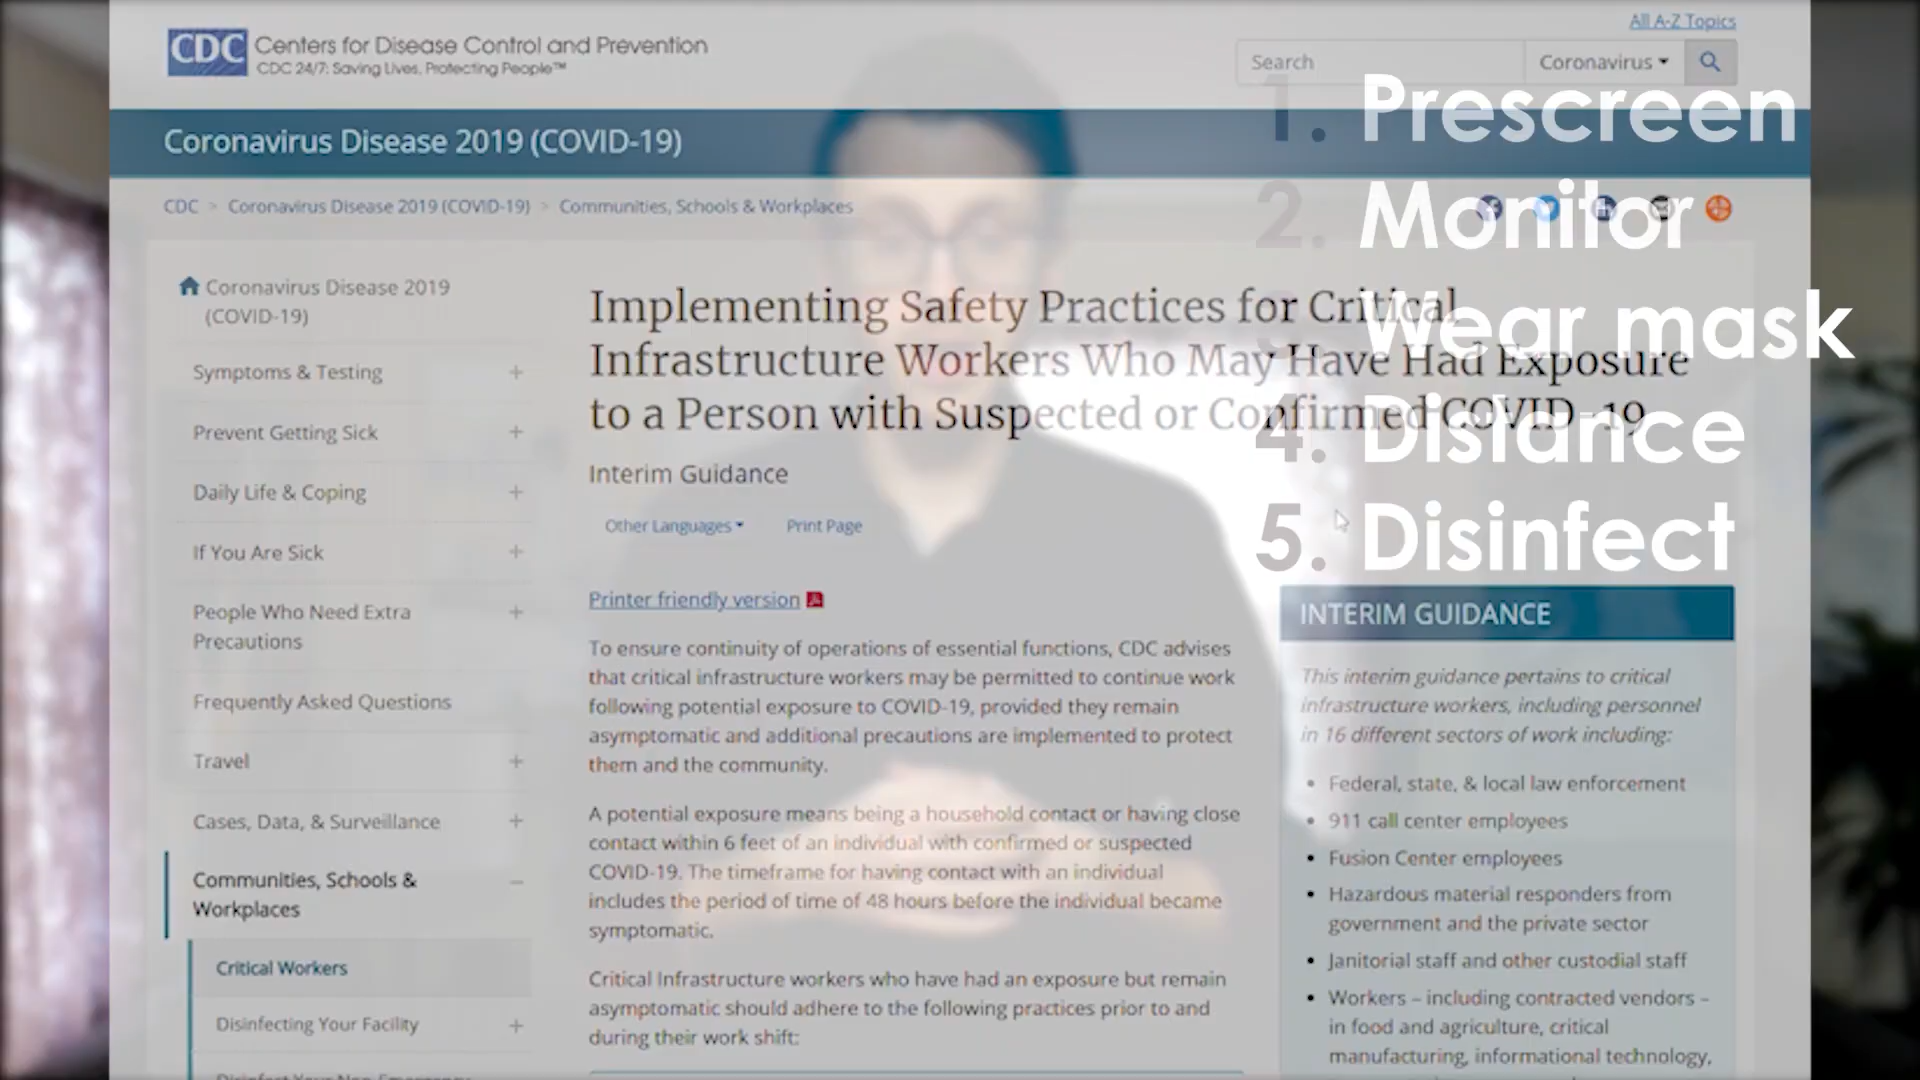 All A-Z Topics
CDC Centers for Disease Control and Prevention
CDC 24/7: Saving Lives, Protecting People™
Search
Coronavirus
Coronavirus Disease 2019 (COVID-19)
CDC > Coronavirus Disease 2019 (COVID-19) > Communities, Schools & Workplaces
1. Prescreen
2. Monitor
3. Wear mask
4. Distance
5. Disinfect
Coronavirus Disease 2019
(COVID-19)
Symptoms & Testing
Prevent Getting Sick
Daily Life & Coping
If You Are Sick
People Who Need Extra
Precautions
Frequently Asked Questions
Travel
Cases, Data, & Surveillance
Communities, Schools &
Workplaces
Critical Workers
Disinfecting Your Facility
Implementing Safety Practices for Critical
Infrastructure Workers Who May Have Had Exposure
to a Person with Suspected or Confirmed COVID-19
Interim Guidance
Other Languages
Print Page
Printer friendly version
To ensure continuity of operations of essential functions, CDC advises
that critical infrastructure workers may be permitted to continue work
following potential exposure to COVID-19, provided they remain
asymptomatic and additional precautions are implemented to protect
them and the community.
A potential exposure means being a household contact or having close
contact within 6 feet of an individual with confirmed or suspected
COVID-19. The timeframe for having contact with an individual
includes the period of time of 48 hours before the individual became
symptomatic.
Critical Infrastructure workers who have had an exposure but remain
asymptomatic should adhere to the following practices prior to and
during their work shift:
INTERIM GUIDANCE
This interim guidance pertains to critical
infrastructure workers, including personnel
in 16 different sectors of work including:
• Federal, state, & local law enforcement
• 911 call center employees
• Fusion Center employees
• Hazardous material responders from
government and the private sector
• Janitorial staff and other custodial staff
• Workers – including contracted vendors –
in food and agriculture, critical
manufacturing, informational technology,